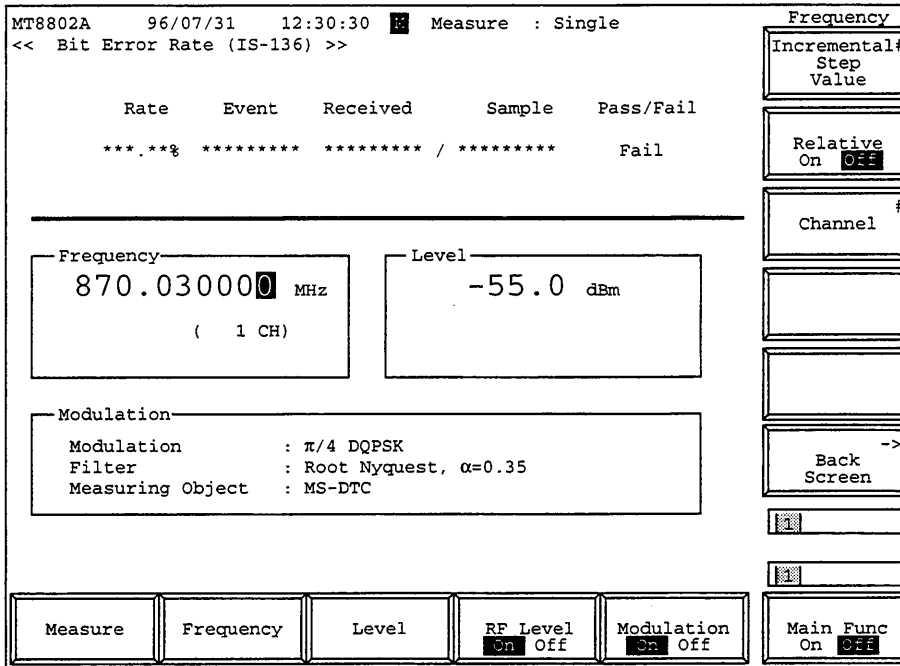 MT8802A 96/07/31 12:30:30 M Measure : Single
<< Bit Error Rate (IS-136) >>
Rate Event Received Sample Pass/Fail
***.**% ********* ********* / ********* Fail
Frequency
870.030000 MHz
( 1 CH)
Level
-55.0 dBm
Modulation
Modulation : π/4 DQPSK
Filter : Root Nyquest, α=0.35
Measuring Object : MS-DTC
Frequency
Incremental#
Step
Value
Relative
On Off
#
Channel
->
Back
Screen
1
1
Measure
Frequency
Level
RF Level
On Off
Modulation
On Off
Main Func
On Off